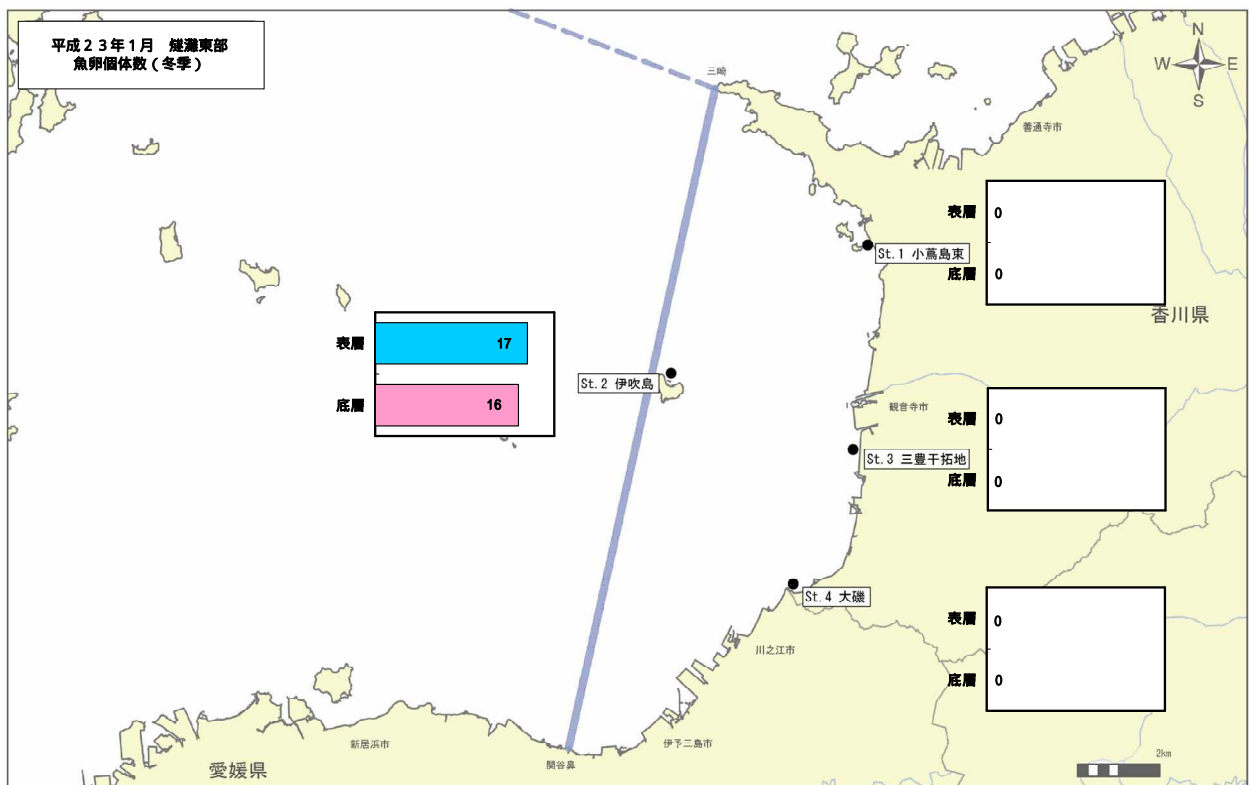 平成23年1月 燧灘東部
魚卵個体数(冬季)
N
W E
S
三崎
善通寺市
表層 0
底層 0
St.1 小蔦島東
香川県
表層 17
底層 16
St.2 伊吹島
観音寺市
表層 0
底層 0
St.3 三豊干拓地
St.4 大磯
表層 0
底層 0
川之江市
伊予三島市
新居浜市
関谷鼻
愛媛県
2km